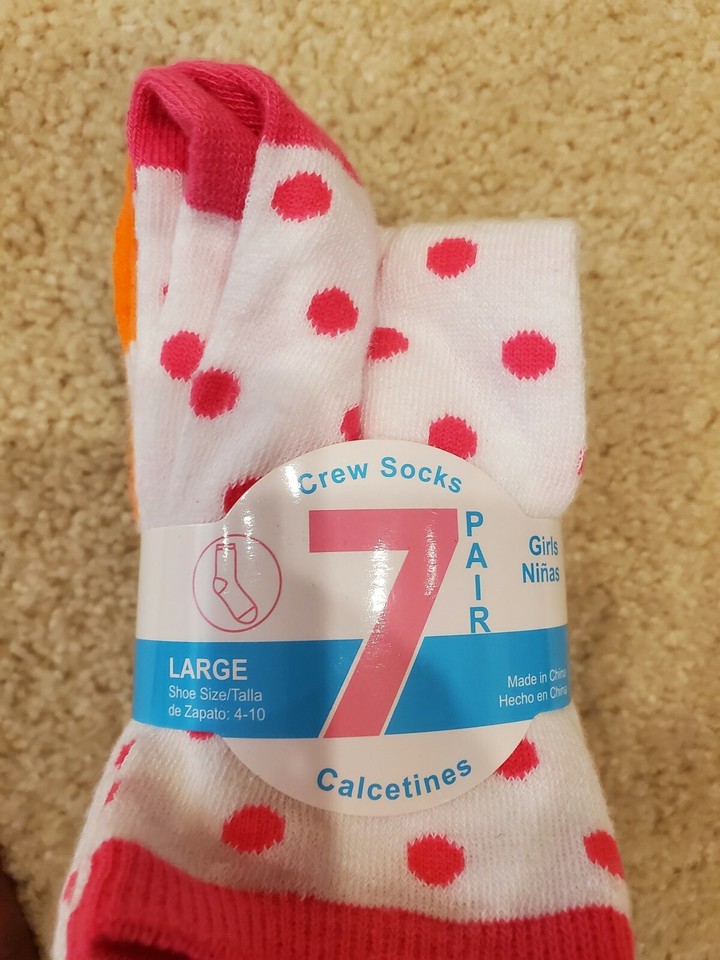 Crew Socks
7
PAIR
Girls
Niñas
LARGE
Shoe Size/Talla
de Zapato: 4-10
Made in China
Hecho en China
Calcetines